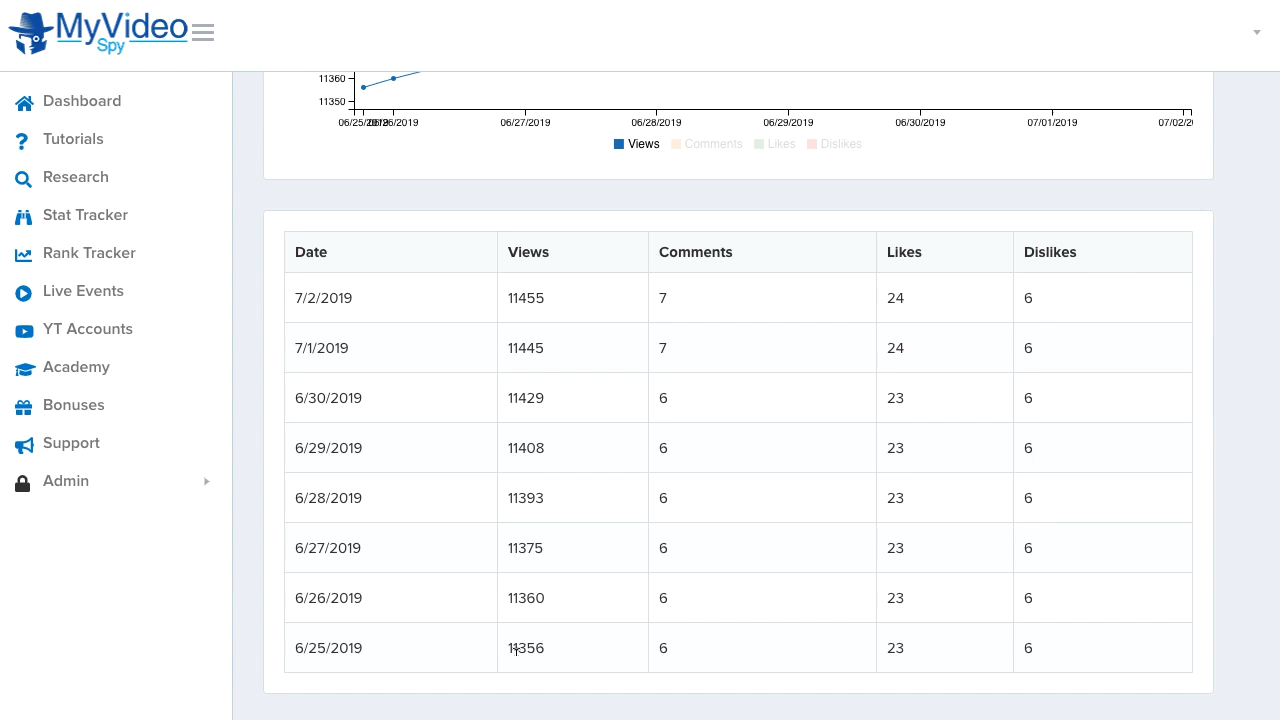 MyVideo
Spy
Dashboard
Tutorials
Research
Stat Tracker
Rank Tracker
Live Events
YT Accounts
Academy
Bonuses
Support
Admin
11360
11350
06/26/2019 06/27/2019 06/28/2019 06/29/2019 06/30/2019 07/01/2019
Views Comments Likes Dislikes
Date Views Comments Likes Dislikes
7/2/2019 11455 7 24 6
7/1/2019 11445 7 24 6
6/30/2019 11429 6 23 6
6/29/2019 11408 6 23 6
6/28/2019 11393 6 23 6
6/27/2019 11375 6 23 6
6/26/2019 11360 6 23 6
6/25/2019 11356 6 23 6